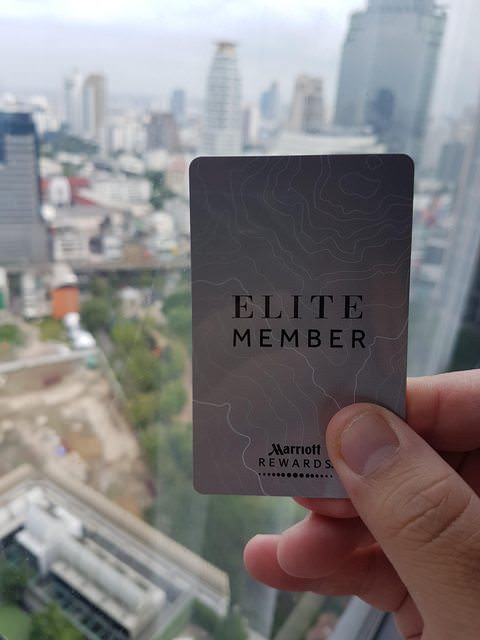 ELITE
MEMBER
Marriott
REWARDS.